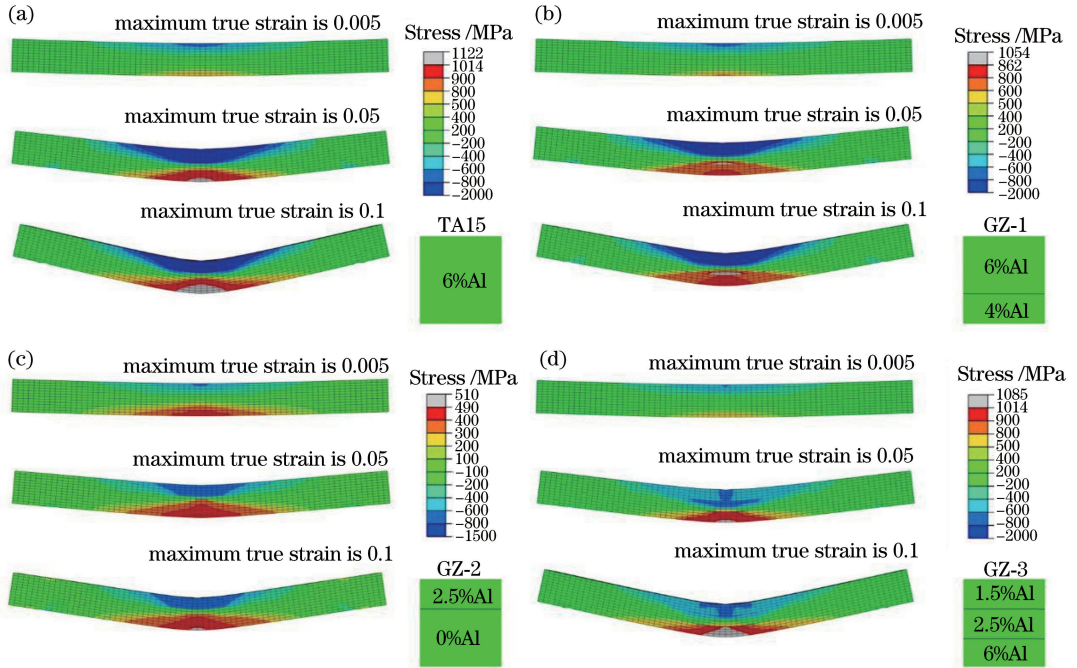 (a)
maximum true strain is 0.005
Stress /MPa
1122
1014
900
800
500
400
200
−200
−400
−600
−800
−2000
maximum true strain is 0.05
maximum true strain is 0.1
TA15
6%Al
(b)
maximum true strain is 0.005
Stress /MPa
1054
862
800
600
500
400
200
−200
−400
−600
−800
−2000
maximum true strain is 0.05
maximum true strain is 0.1
GZ-1
6%Al
4%Al
(c)
maximum true strain is 0.005
Stress /MPa
510
490
400
300
200
100
−100
−200
−400
−600
−800
−1500
maximum true strain is 0.05
maximum true strain is 0.1
GZ-2
2.5%Al
0%Al
(d)
maximum true strain is 0.005
Stress /MPa
1085
1014
900
800
500
400
200
−200
−400
−600
−800
−2000
maximum true strain is 0.05
maximum true strain is 0.1
GZ-3
1.5%Al
2.5%Al
6%Al